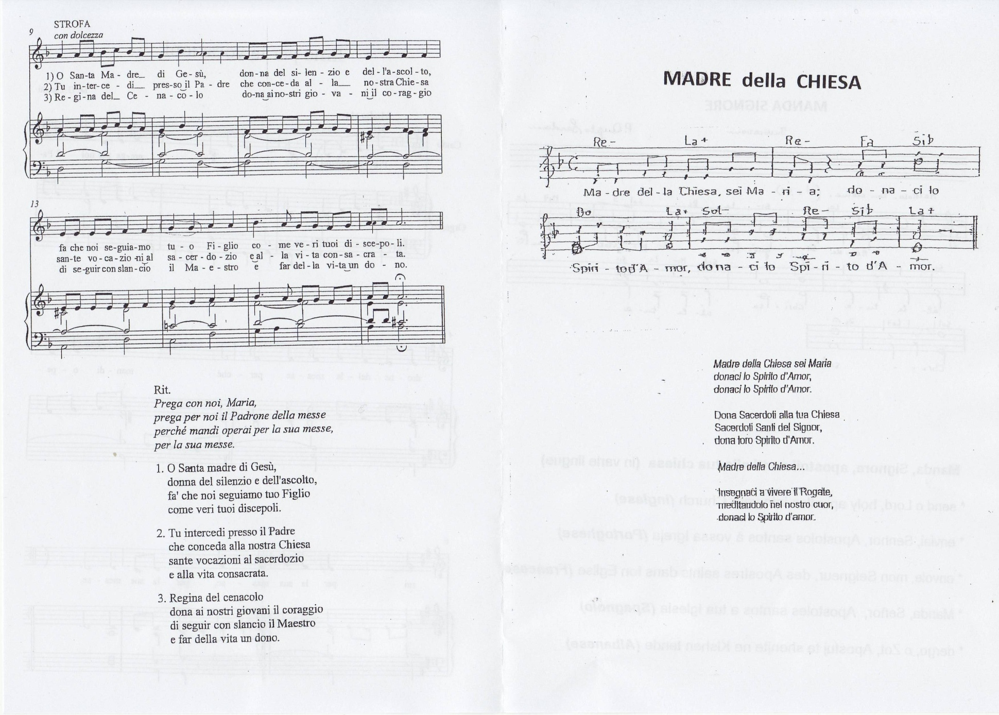 STROFA
9
con dolcezza
1) O San-ta Ma - dre_ di Ge - sù, don-na del si- len - zio e del - l'a-scol-to,
2) Tu in-ter-ce - di_ pres-so il Pa - dre che con-ce-da al - la_ no-stra Chie-sa
3) Re - gi-na del_ Ce - na - co - lo do-na ai no-stri gio - va - ni il co-rag-gio
13
fa che noi se-guia-mo tu - o Fi - glio co - me ve - ri tuoi di - sce-po-li.
san-te vo-ca-zio-ni al sa - cer - do-zio e al - la vi - ta con-sa - cra - ta.
di se-guir con slan-cio il Ma - e - stro e far del-la vi-ta un do - no.
Rit.
Prega con noi, Maria,
prega per noi il Padrone della messe
perché mandi operai per la sua messe,
per la sua messe.
1. O Santa madre di Gesù,
donna del silenzio e dell'ascolto,
fa' che noi seguiamo tuo Figlio
come veri tuoi discepoli.
2. Tu intercedi presso il Padre
che conceda alla nostra Chiesa
sante vocazioni al sacerdozio
e alla vita consacrata.
3. Regina del cenacolo
dona ai nostri giovani il coraggio
di seguir con slancio il Maestro
e far della vita un dono.
MADRE della CHIESA
Re- La+ Re- Fa Sib
Ma - dre del - la Chiesa, sei Ma - ri - a; do - na - ci lo
Do La+ Sol- Re- Sib La+
Spiri - to d'A - mor, do na - ci lo Spi - ri - to d'A - mor.
Madre della Chiesa sei Maria
donaci lo Spirito d'Amor,
donaci lo Spirito d'Amor.
Dona Sacerdoti alla tua Chiesa
Sacerdoti Santi del Signor,
dona loro Spirito d'Amor.
Madre della Chiesa...
Insegnaci a vivere il Rogate,
meditandolo nel nostro cuor,
donaci lo Spirito d'amor.